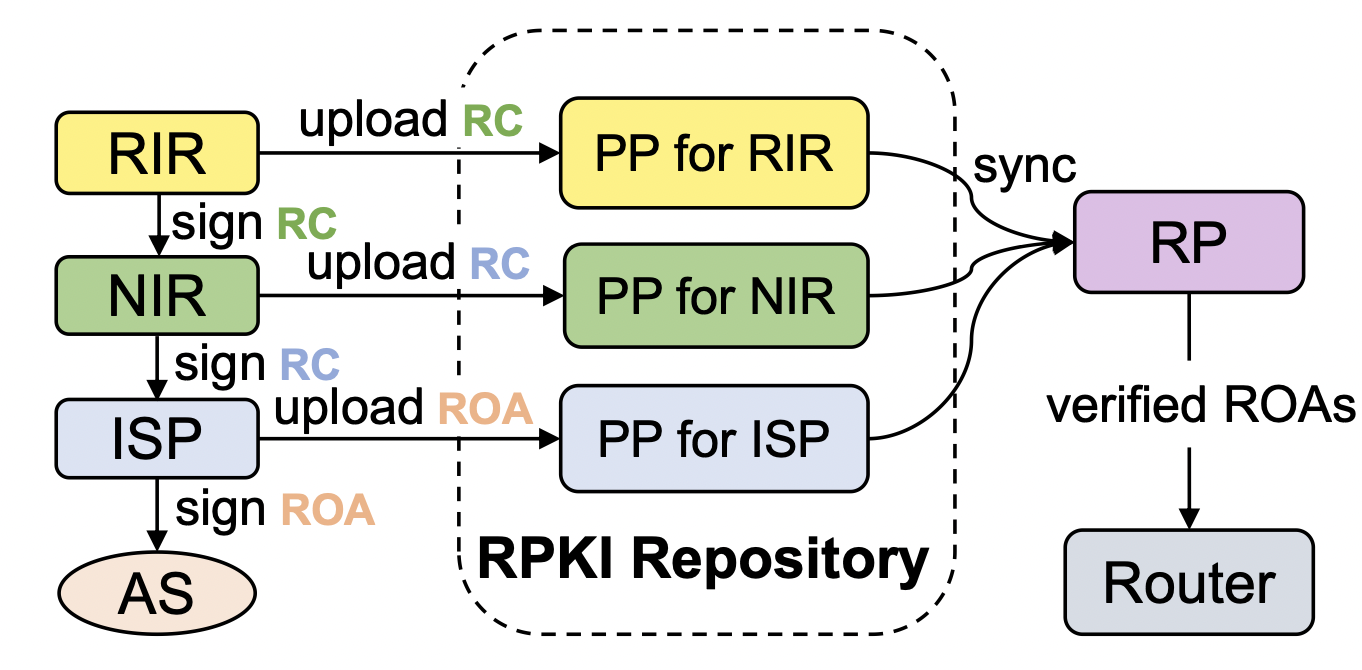 upload RC
RIR
PP for RIR
sync
sign RC
RP
upload RC
NIR
PP for NIR
sign RC
upload ROA
verified ROAs
ISP
PP for ISP
sign ROA
RPKI Repository
AS
Router